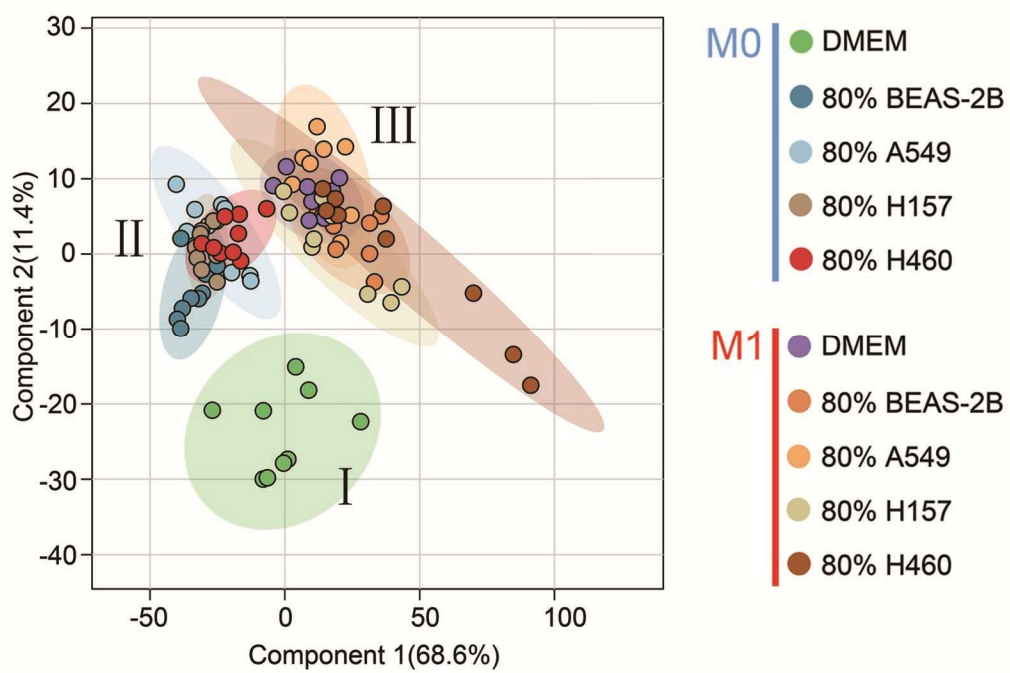 30
20
10
0
-10
-20
-30
-40
-50
0
50
100
Component 2(11.4%)
Component 1(68.6%)
I
II
III
M0
DMEM
80% BEAS-2B
80% A549
80% H157
80% H460
M1
DMEM
80% BEAS-2B
80% A549
80% H157
80% H460